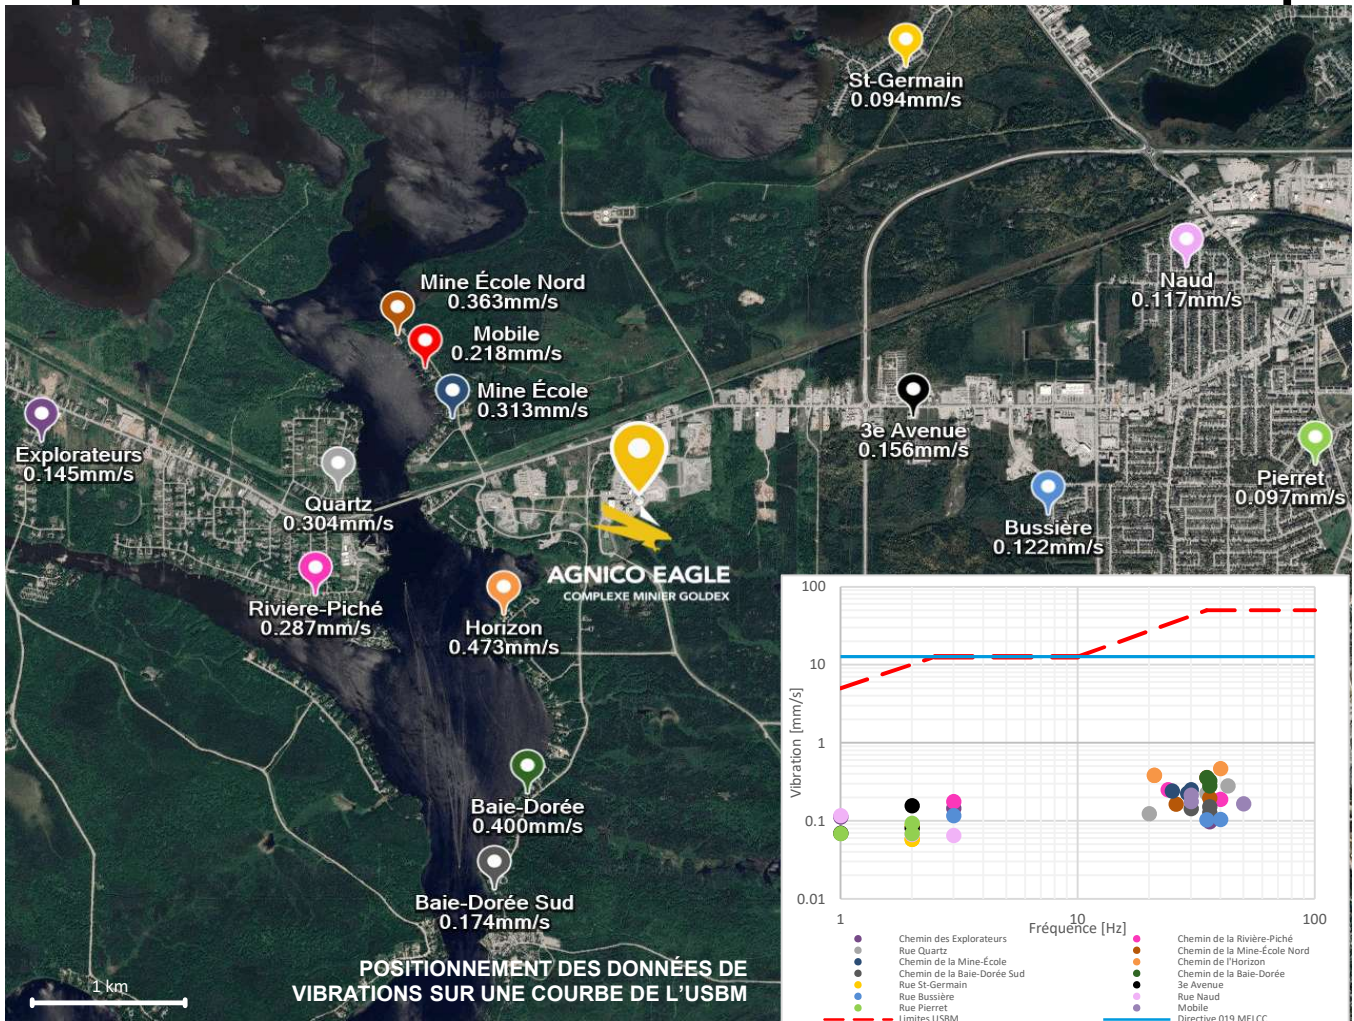 St-Germain
0.094mm/s
Naud
0.117mm/s
Mine École Nord
0.363mm/s
Mobile
0.218mm/s
Mine École
0.313mm/s
3e Avenue
0.156mm/s
Explorateurs
0.145mm/s
Quartz
0.304mm/s
Pierret
0.097mm/s
Bussière
0.122mm/s
AGNICO EAGLE
COMPLEXE MINIER GOLDEX
Riviere-Piché
0.287mm/s
Horizon
0.473mm/s
Baie-Dorée
0.400mm/s
Baie-Dorée Sud
0.174mm/s
POSITIONNEMENT DES DONNÉES DE
VIBRATIONS SUR UNE COURBE DE L'USBM
1 km
Vibration [mm/s]
100
10
1
0.1
0.01
1
10
100
Fréquence [Hz]
Chemin des Explorateurs
Chemin de la Rivière-Piché
Rue Quartz
Chemin de la Mine-École Nord
Chemin de la Mine-École
Chemin de l'Horizon
Chemin de la Baie-Dorée Sud
Chemin de la Baie-Dorée
Rue St-Germain
3e Avenue
Rue Bussière
Rue Naud
Rue Pierret
Mobile
Limites USBM
Directive 019 MELCC